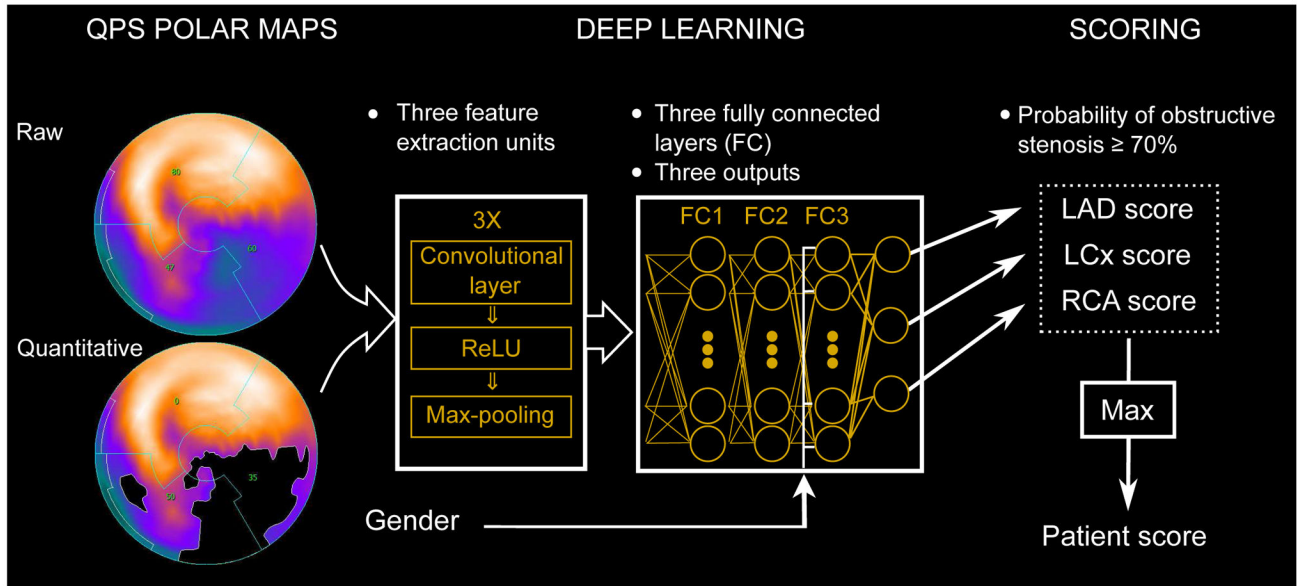 QPS POLAR MAPS
DEEP LEARNING
SCORING
Raw
80
60
47
Quantitative
0
35
50
• Three feature
extraction units
3X
Convolutional
layer
⇓
ReLU
⇓
Max-pooling
• Three fully connected
layers (FC)
• Three outputs
FC1 FC2 FC3
Gender
• Probability of obstructive
stenosis ≥ 70%
LAD score
LCx score
RCA score
Max
Patient score